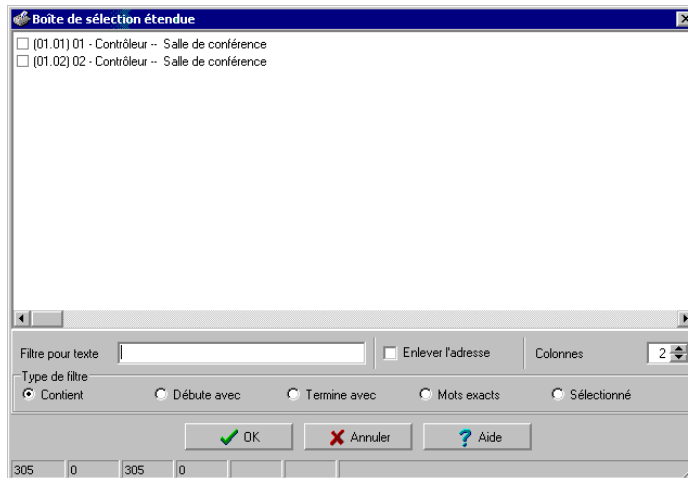 Boîte de sélection étendue
(01.01) 01 - Contrôleur -- Salle de conférence
(01.02) 02 - Contrôleur -- Salle de conférence
Filtre pour texte Enlever l'adresse Colonnes 2
Type de filtre
Contient Débute avec Termine avec Mots exacts Sélectionné
OK Annuler ? Aide
305 0 305 0